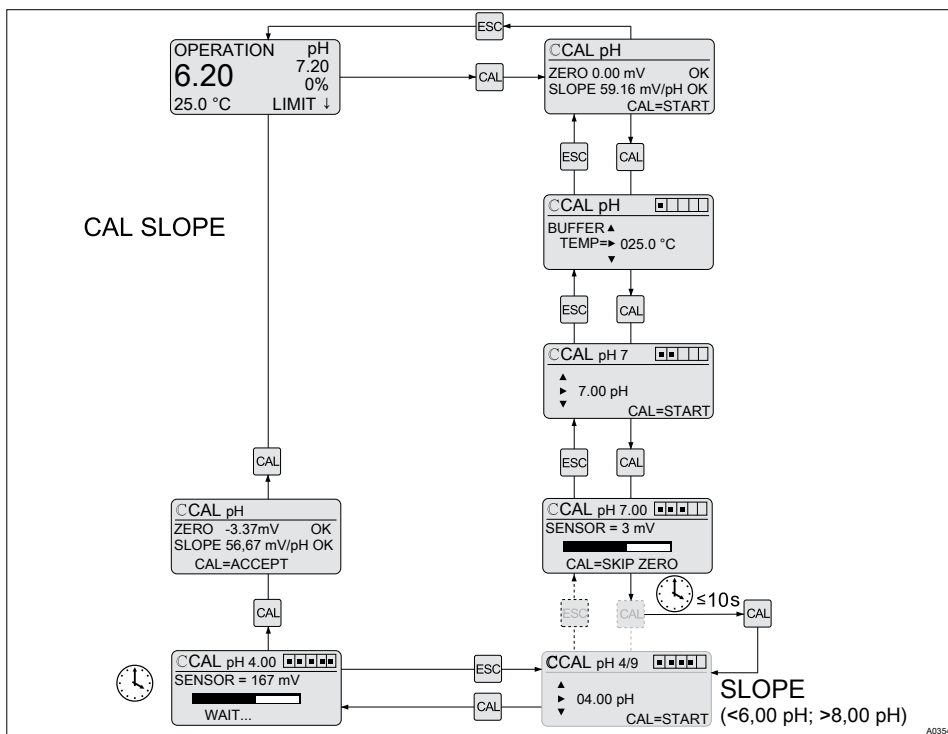 ESC
OPERATION pH
6.20 7.20
0%
25.0 °C LIMIT ↓
CAL
ℂCAL pH
ZERO 0.00 mV OK
SLOPE 59.16 mV/pH OK
CAL=START
ESC
CAL
ℂCAL pH
BUFFER ▲
TEMP=► 025.0 °C
▼
CAL SLOPE
ESC
CAL
ℂCAL pH 7
▲
► 7.00 pH
▼
CAL=START
ESC
CAL
ℂCAL pH 7.00
SENSOR = 3 mV
CAL=SKIP ZERO
ESC
CAL
≤10s
CAL
ℂCAL pH 4/9
▲
► 04.00 pH
▼
CAL=START
SLOPE
(<6,00 pH; >8,00 pH)
ESC
CAL
ℂCAL pH 4.00
SENSOR = 167 mV
WAIT...
CAL
ℂCAL pH
ZERO -3.37mV OK
SLOPE 56,67 mV/pH OK
CAL=ACCEPT
CAL